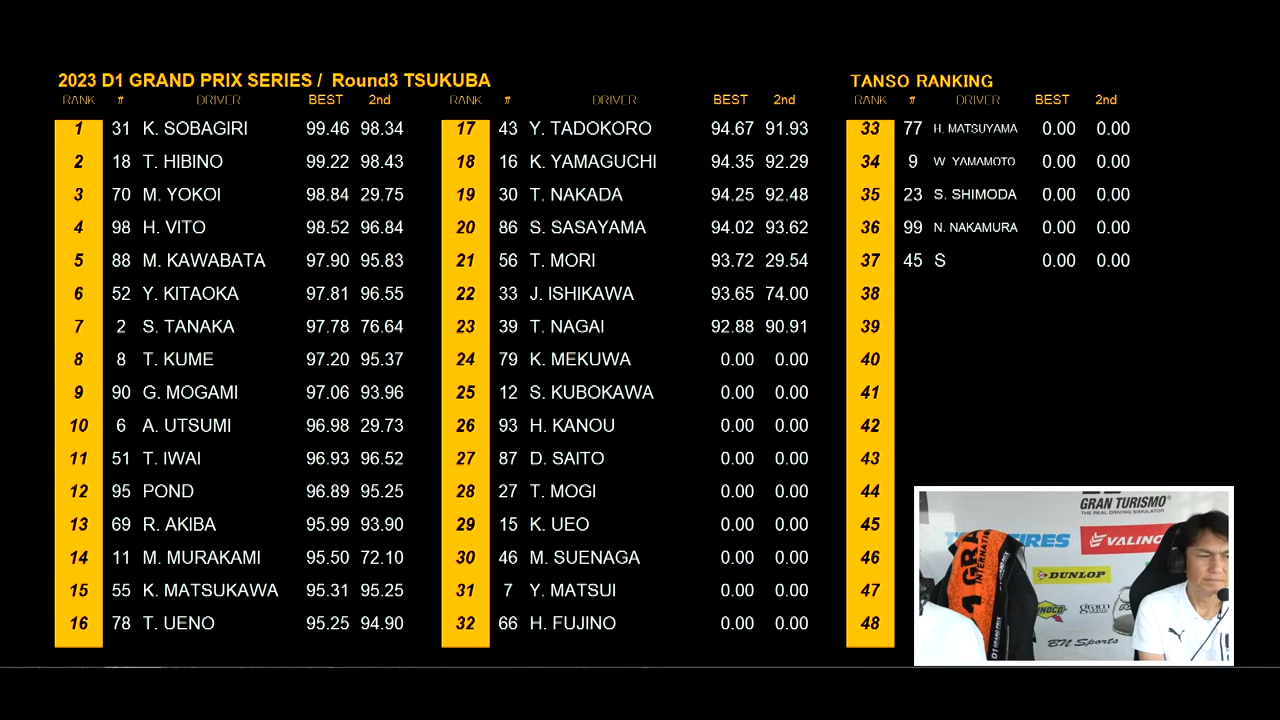 2023 D1 GRAND PRIX SERIES / Round3 TSUKUBA
RANK # DRIVER BEST 2nd
1 31 K. SOBAGIRI 99.46 98.34
2 18 T. HIBINO 99.22 98.43
3 70 M. YOKOI 98.84 29.75
4 98 H. VITO 98.52 96.84
5 88 M. KAWABATA 97.90 95.83
6 52 Y. KITAOKA 97.81 96.55
7 2 S. TANAKA 97.78 76.64
8 8 T. KUME 97.20 95.37
9 90 G. MOGAMI 97.06 93.96
10 6 A. UTSUMI 96.98 29.73
11 51 T. IWAI 96.93 96.52
12 95 POND 96.89 95.25
13 69 R. AKIBA 95.99 93.90
14 11 M. MURAKAMI 95.50 72.10
15 55 K. MATSUKAWA 95.31 95.25
16 78 T. UENO 95.25 94.90
RANK # DRIVER BEST 2nd
17 43 Y. TADOKORO 94.67 91.93
18 16 K. YAMAGUCHI 94.35 92.29
19 30 T. NAKADA 94.25 92.48
20 86 S. SASAYAMA 94.02 93.62
21 56 T. MORI 93.72 29.54
22 33 J. ISHIKAWA 93.65 74.00
23 39 T. NAGAI 92.88 90.91
24 79 K. MEKUWA 0.00 0.00
25 12 S. KUBOKAWA 0.00 0.00
26 93 H. KANOU 0.00 0.00
27 87 D. SAITO 0.00 0.00
28 27 T. MOGI 0.00 0.00
29 15 K. UEO 0.00 0.00
30 46 M. SUENAGA 0.00 0.00
31 7 Y. MATSUI 0.00 0.00
32 66 H. FUJINO 0.00 0.00
TANSO RANKING
RANK # DRIVER BEST 2nd
33 77 H. MATSUYAMA 0.00 0.00
34 9 W. YAMAMOTO 0.00 0.00
35 23 S. SHIMODA 0.00 0.00
36 99 N. NAKAMURA 0.00 0.00
37 45 S 0.00 0.00
38
39
40
41
42
43
44
45
46
47
48
GRAN TURISMO
THE REAL DRIVING SIMULATOR
DUNLOP
BN Sports
D1 GRAND PRIX